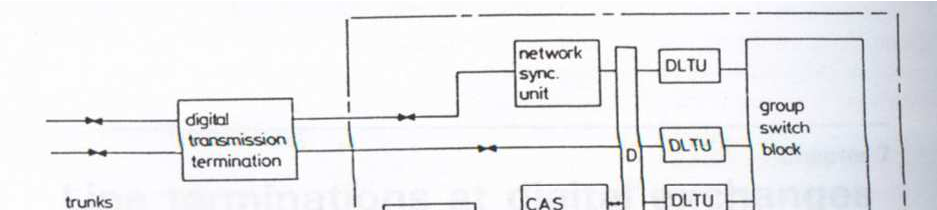 network
sync.
unit
DLTU
digital
transmission
termination
group
switch
block
D
DLTU
trunks
CAS
DLTU